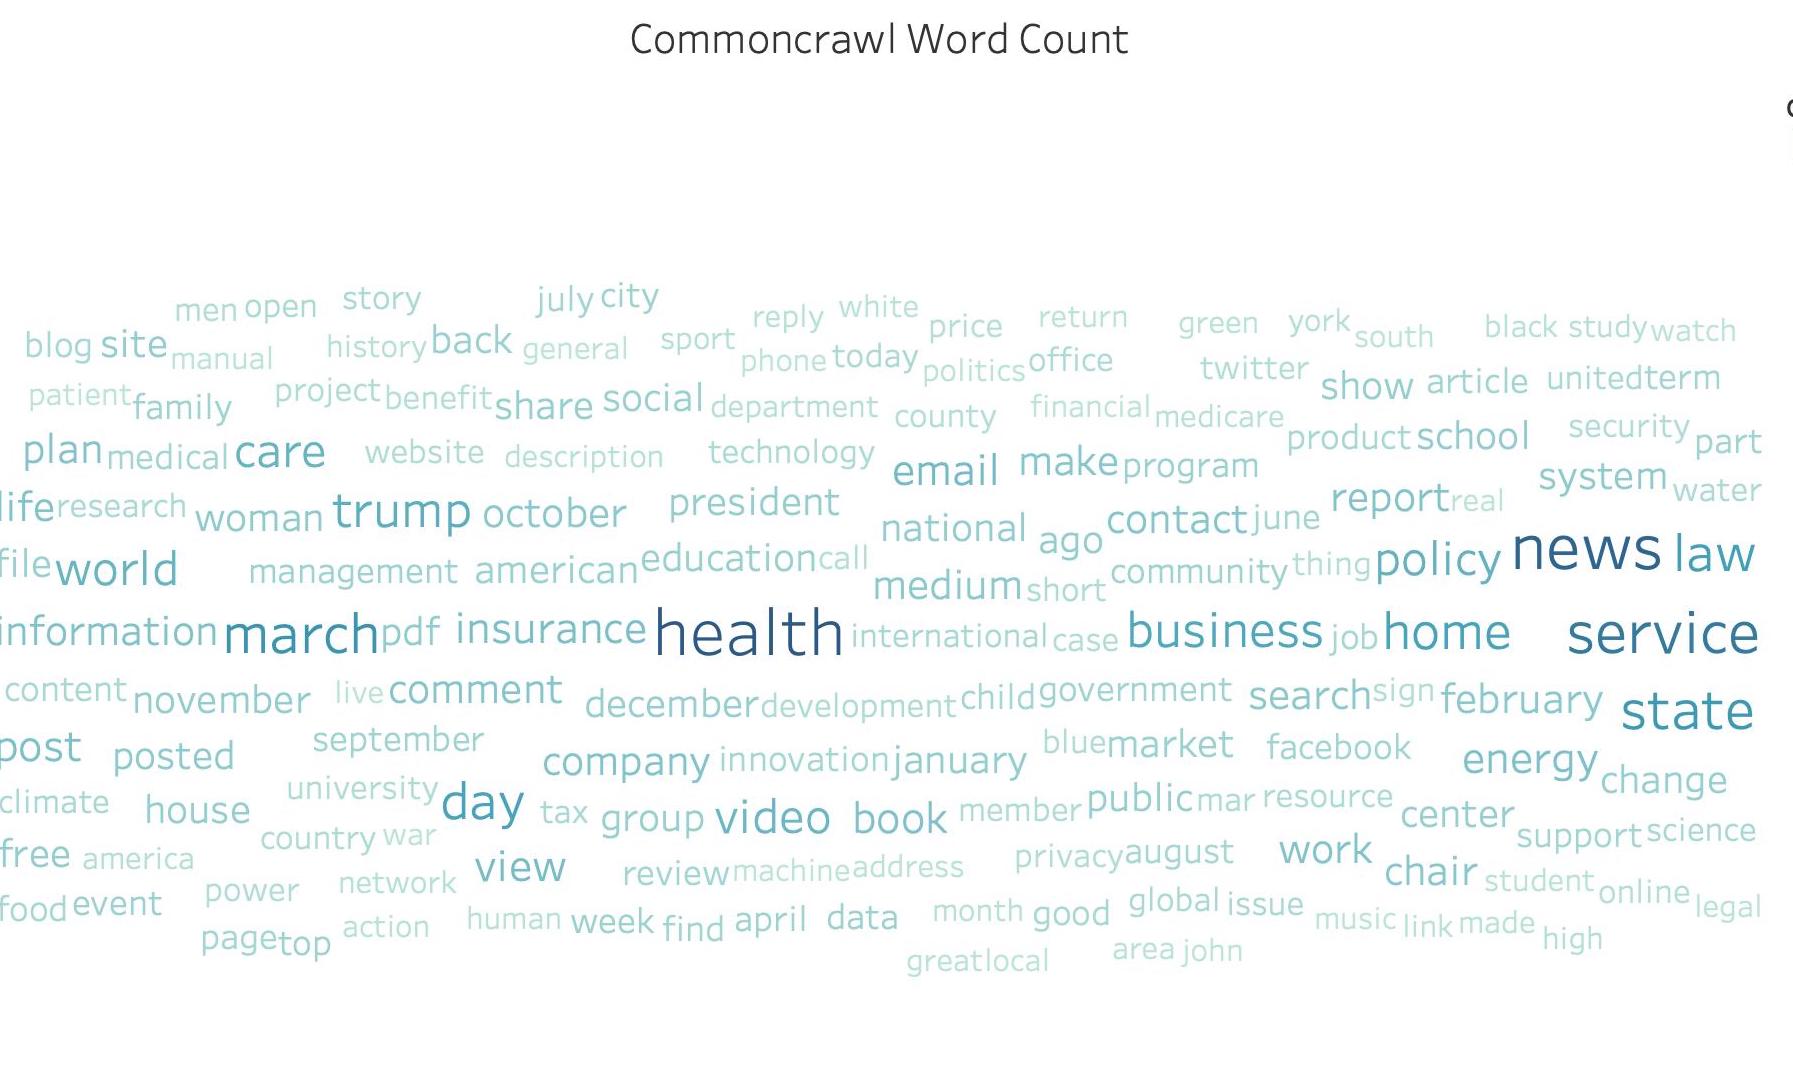 Commoncrawl Word Count
men open story july city reply white price return green york south black study watch
blog site manual history back general sport phone today politics office twitter show article united term
patient family project benefit share social department county financial medicare product school security part
plan medical care website description technology email make program system water
life research woman trump october president national ago contact june report real
file world management american education call medium short community thing policy news law
information march pdf insurance health international case business job home service
content november live comment december development child government search sign february state
post posted september company innovation january blue market facebook energy change
climate house university day tax group video book member public mar resource center support science
free america country war view review machine address privacy august work chair student online legal
food event power network human week find april data month good global issue music link made high
page top action great local area john